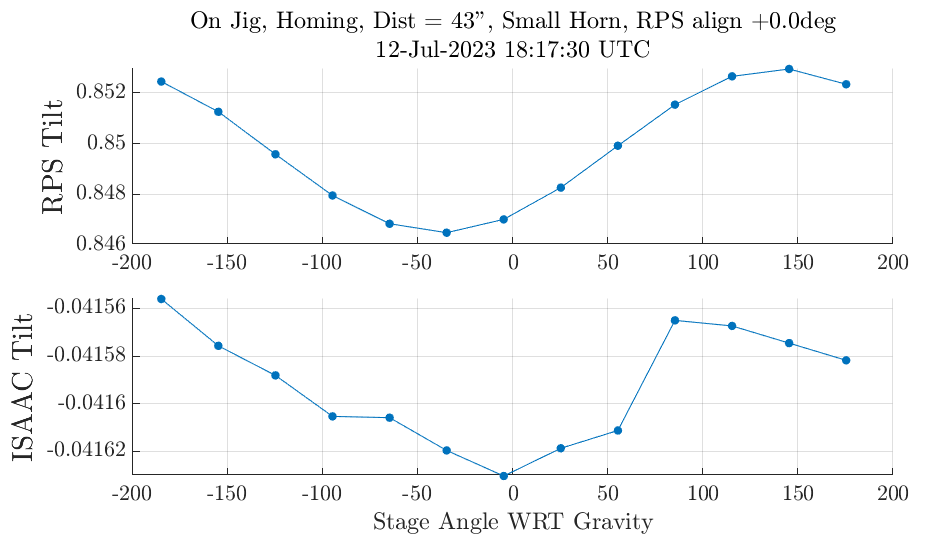 On Jig, Homing, Dist = 43”, Small Horn, RPS align +0.0deg
12-Jul-2023 18:17:30 UTC
RPS Tilt
0.852
0.85
0.848
0.846
-200 -150 -100 -50 0 50 100 150 200
ISAAC Tilt
-0.04156
-0.04158
-0.0416
-0.04162
-200 -150 -100 -50 0 50 100 150 200
Stage Angle WRT Gravity